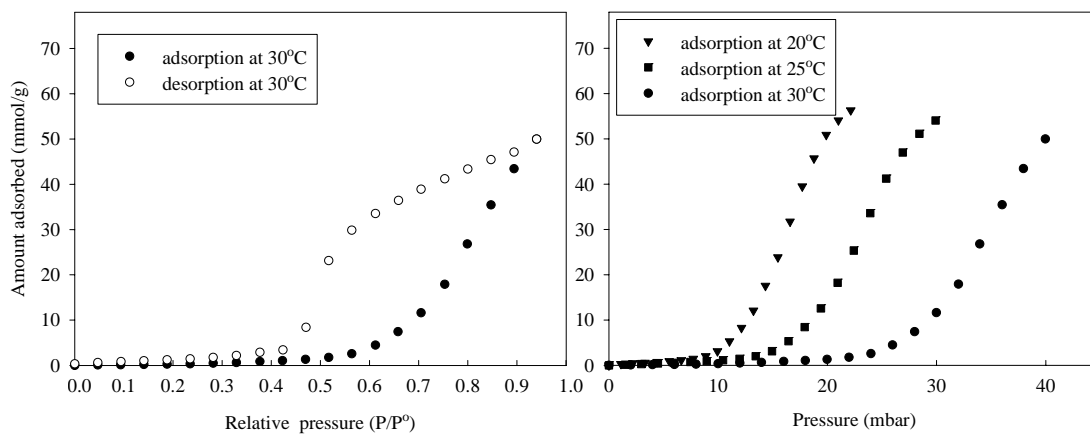 70
60
50
40
30
20
10
0
Amount adsorbed (mmol/g)
adsorption at 30°C
desorption at 30°C
0.0 0.1 0.2 0.3 0.4 0.5 0.6 0.7 0.8 0.9 1.0
Relative pressure (P/P°)
70
60
50
40
30
20
10
0
adsorption at 20°C
adsorption at 25°C
adsorption at 30°C
0 10 20 30 40
Pressure (mbar)